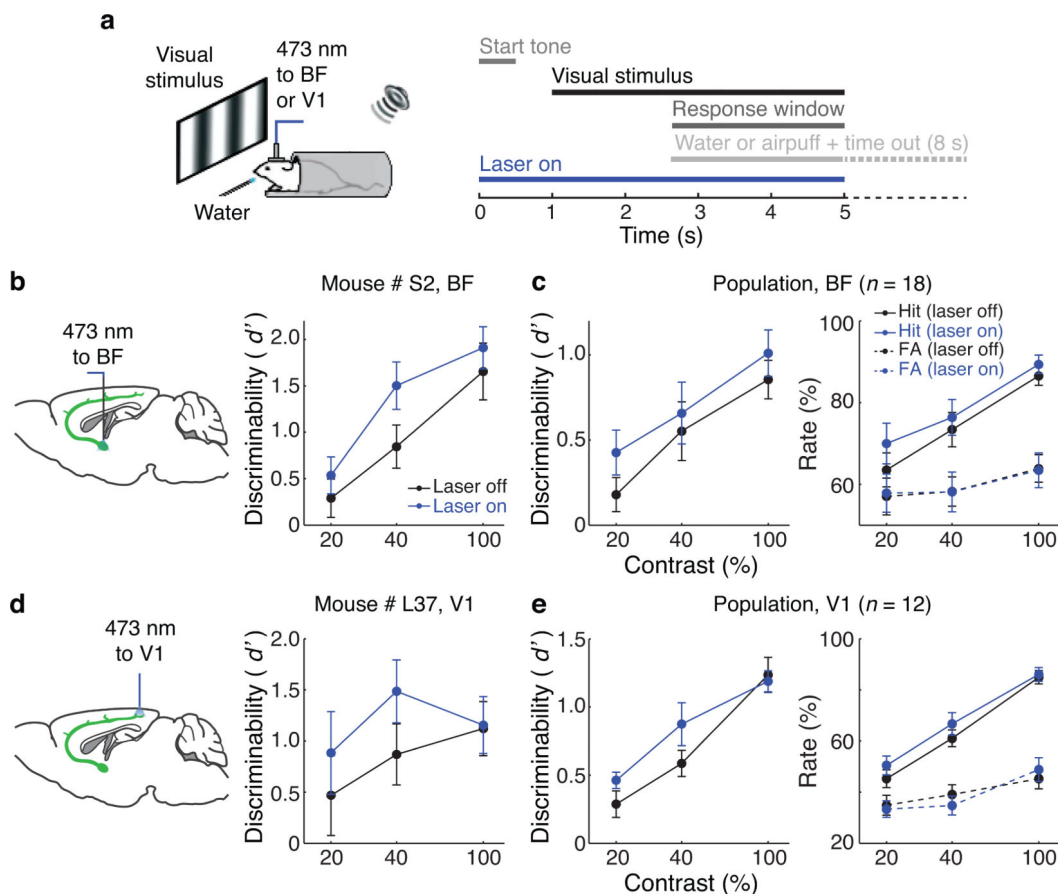 a
Visual
stimulus
473 nm
to BF
or V1
Water
Start tone
Visual stimulus
Response window
Water or airpuff + time out (8 s)
Laser on
0 1 2 3 4 5
Time (s)
b
473 nm
to BF
Mouse # S2, BF
Discriminability ( d′)
2.0
1.5
1.0
0.5
0
Laser off
Laser on
20 40 100
c
Population, BF (n = 18)
Discriminability ( d′)
1.0
0.5
0
20 40 100
Contrast (%)
Hit (laser off)
Hit (laser on)
FA (laser off)
FA (laser on)
Rate (%)
100
80
60
20 40 100
d
473 nm
to V1
Mouse # L37, V1
Discriminability ( d′)
2.0
1.5
1.0
0.5
0
20 40 100
e
Population, V1 (n = 12)
Discriminability ( d′)
1.5
1.0
0.5
0
20 40 100
Contrast (%)
Rate (%)
100
60
20
20 40 100